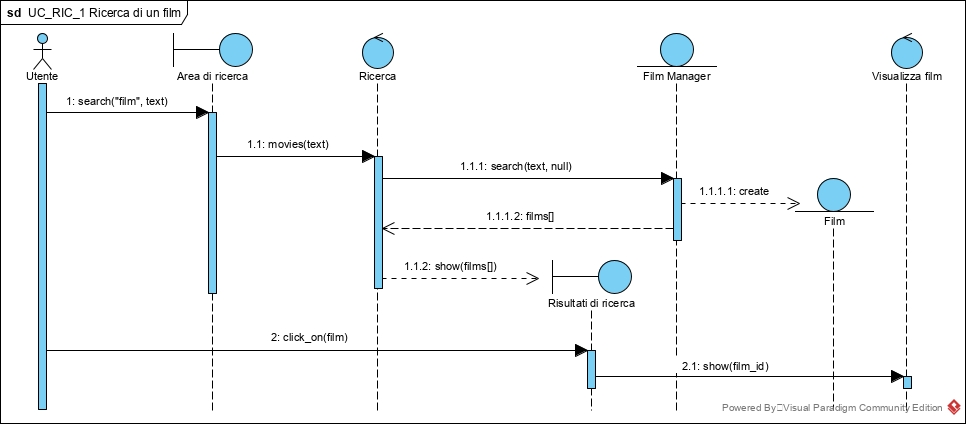 sd UC_RIC_1 Ricerca di un film
Utente
Area di ricerca
Ricerca
Film Manager
Visualizza film
1: search("film", text)
1.1: movies(text)
1.1.1: search(text, null)
1.1.1.1: create
Film
1.1.1.2: films[]
1.1.2: show(films[])
Risultati di ricerca
2: click_on(film)
2.1: show(film_id)
Powered By Visual Paradigm Community Edition